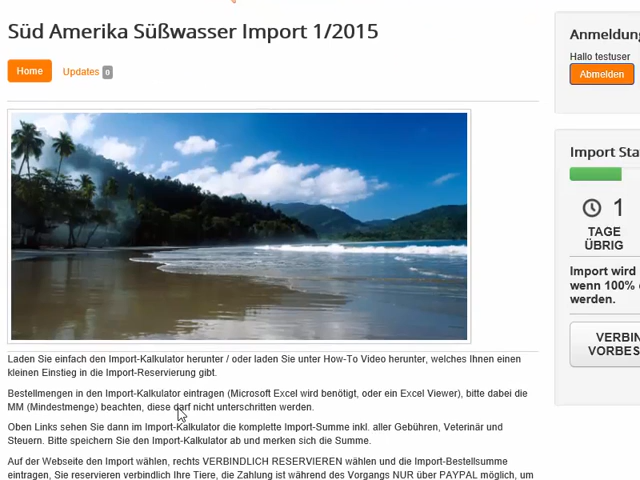 Süd Amerika Süßwasser Import 1/2015
Home
Updates 0
Laden Sie einfach den Import-Kalkulator herunter / oder laden Sie unter How-To Video herunter, welches Ihnen einen
kleinen Einstieg in die Import-Reservierung gibt.
Bestellmengen in den Import-Kalkulator eintragen (Microsoft Excel wird benötigt, oder ein Excel Viewer), bitte dabei die
MM (Mindestmenge) beachten, diese darf nicht unterschritten werden.
Oben Links sehen Sie dann im Import-Kalkulator die komplette Import-Summe inkl. aller Gebühren, Veterinär und
Steuern. Bitte speichern Sie den Import-Kalkulator ab und merken sich die Summe.
Auf der Webseite den Import wählen, rechts VERBINDLICH RESERVIEREN wählen und die Import-Bestellsumme
eintragen, Sie reservieren verbindlich Ihre Tiere, die Zahlung ist während des Vorgangs NUR über PAYPAL möglich, um
Anmeldung
Hallo testuser
Abmelden
Import Sta
1
TAGE
ÜBRIG
Import wird
wenn 100%
werden.
VERBIN
VORBES